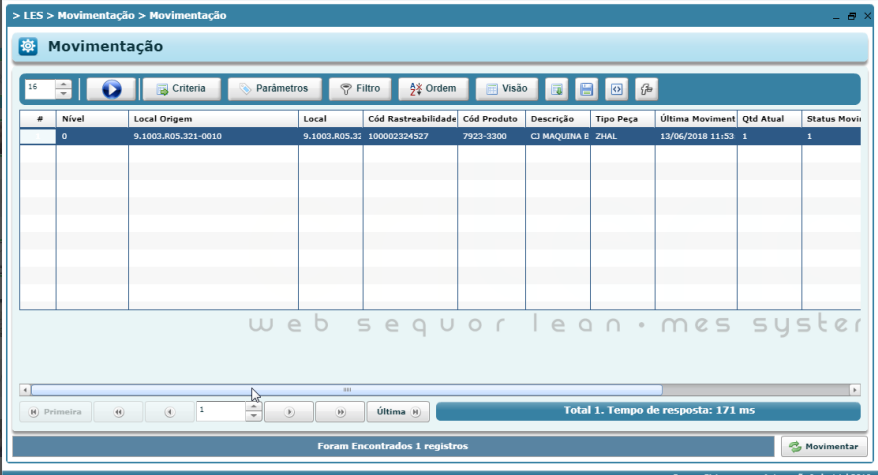 > LES > Movimentação > Movimentação
Movimentação
16 Criteria Parâmetros Filtro Ordem Visão
# Nível Local Origem Local Cód Rastreabilidade Cód Produto Descrição Tipo Peça Última Moviment Qtd Atual Status Movi
0 9.1003.R05.321-0010 9.1003.R05.32 100002324527 7923-3300 CJ MAQUINA B ZHAL 13/06/2018 11:53 1 1
web sequor lean • mes syster
Primeira 1 Última Total 1. Tempo de resposta: 171 ms
Foram Encontrados 1 registros Movimentar